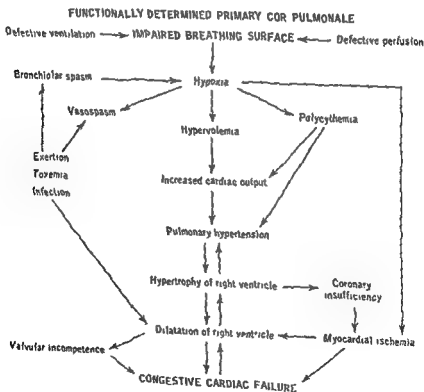 FUNCTIONALLY DETERMINED PRIMARY COR PULMONALE
Defective ventilation
IMPAIRED BREATHING SURFACE
Defective perfusion
Bronchiolar spasm
Hypoxia
Vasospasm
Polycythemia
Hypervolemia
Exertion
Toxemia
Infection
Increased cardiac output
Pulmonary hypertension
Hypertrophy of right ventricle
Coronary
insufficiency
Dilatation of right ventricle
Myocardial ischemia
Valvular incompetence
CONGESTIVE CARDIAC FAILURE